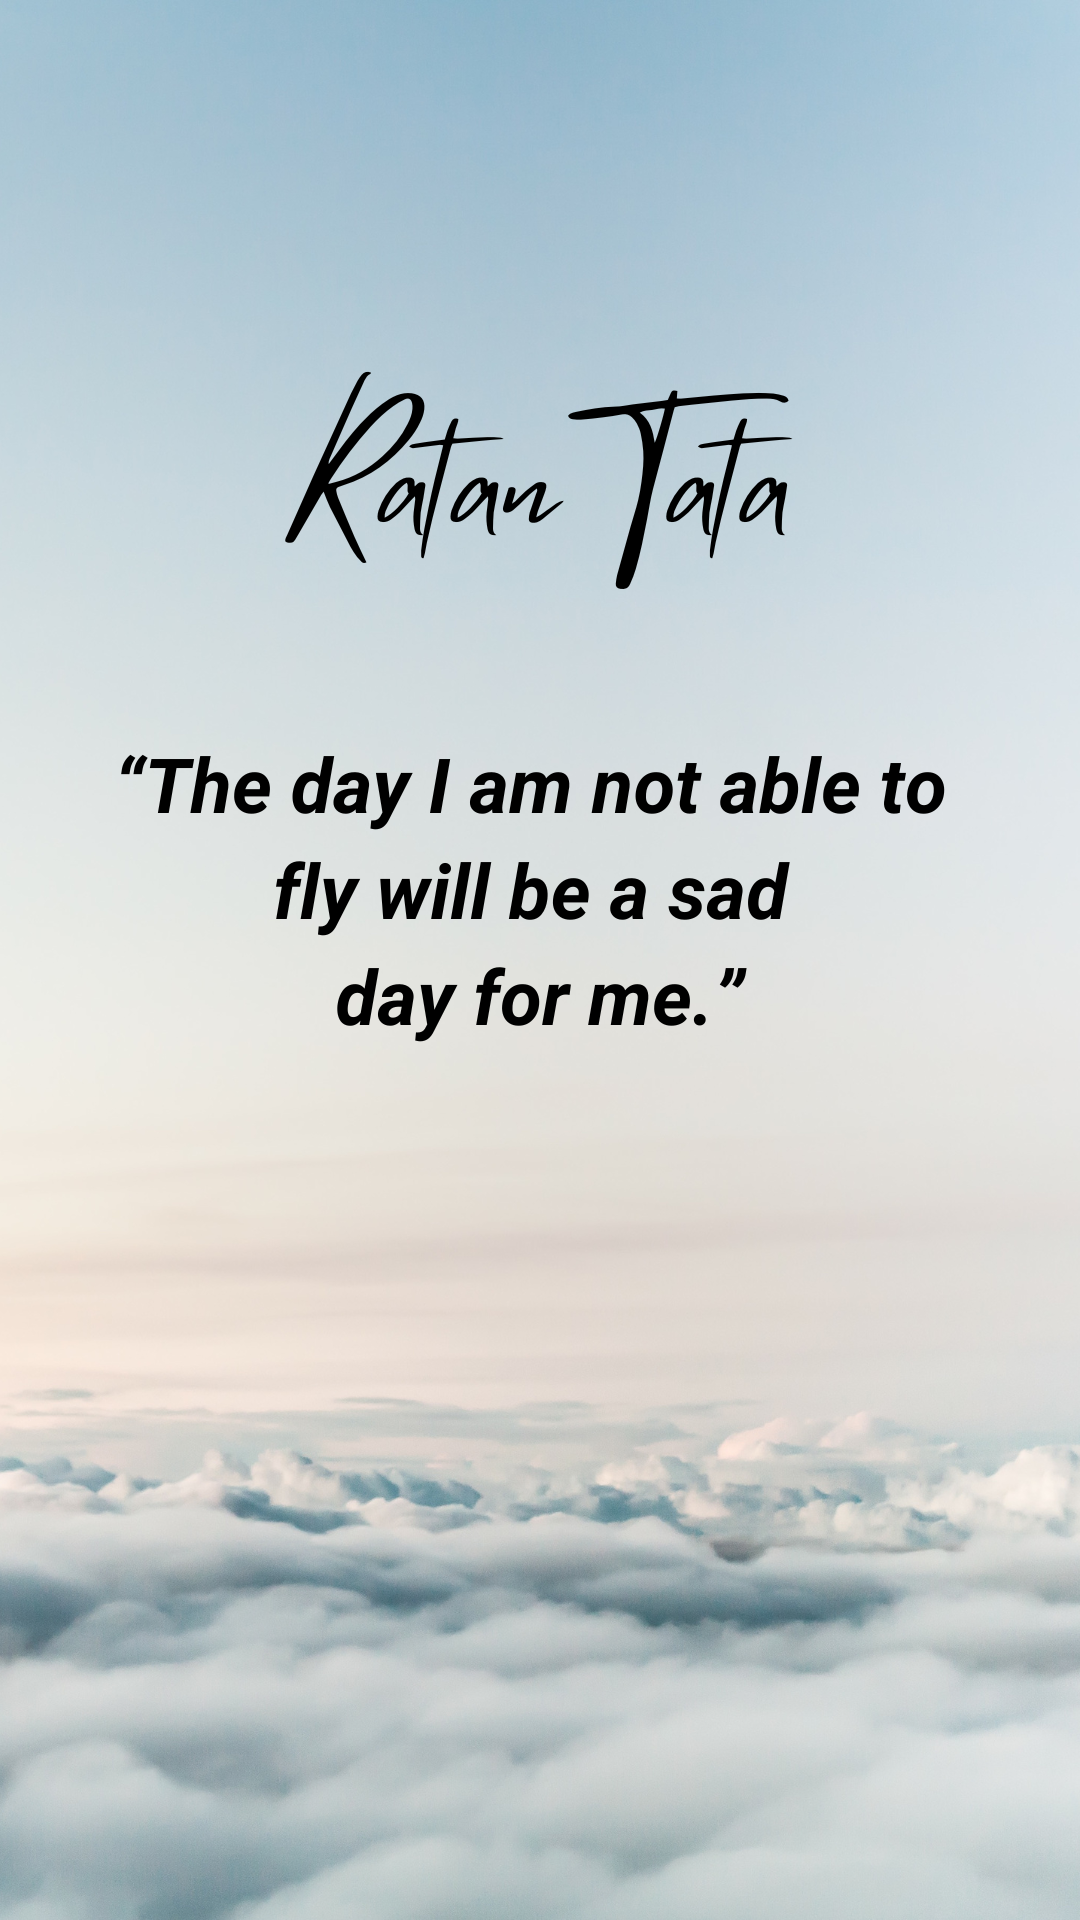 Ratan Tata
“The day I am not able to
fly will be a sad
day for me.”